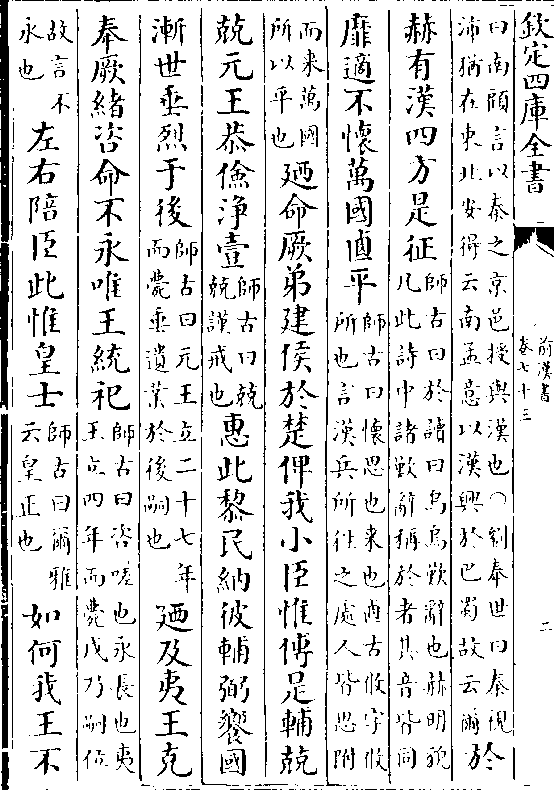 欽定四庫全書
前漢書
卷七十三
二
曰南顧言以秦之京邑授與漢也○劉奉世曰秦視
沛猶在東北安得云南孟意以漢興於巴蜀故云爾
於
赫有漢四方是征
師古曰於讀曰烏烏歎辭也赫明貌
凡此詩中諸歎辭稱於者其音皆同
靡適不懷萬國逌平
師古曰懷思也來也逌古攸字攸
所也言漢兵所往之處人皆思附
而來萬國
所以平也
廼命厥弟建侯於楚俾我小臣惟傅是輔兢
兢元王恭儉淨壹
師古曰兢
兢謹戒也
惠此黎民納彼輔弼饗國
漸世垂烈于後
師古曰元王立二十七年
而薨垂遺業於後嗣也
廼及夷王克
奉厥緒咨命不永唯王統祀
師古曰咨嗟也永長也夷
王立四年而薨戊乃嗣位
故言不
永也
左右陪臣此惟皇士
師古曰爾雅
云皇正也
如何我王不